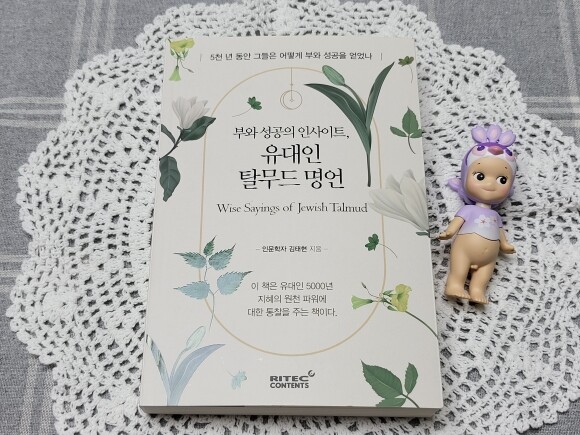 5천 년 동안 그들은 어떻게 부와 성공을 얻었나
부와 성공의 인사이트,
유대인
탈무드 명언
Wise Sayings of Jewish Talmud
인문학자 김태현 지음
이 책은 유대인 5000년
지혜의 원천 파워에
대한 통찰을 주는 책이다.
RITEC
CONTENTS